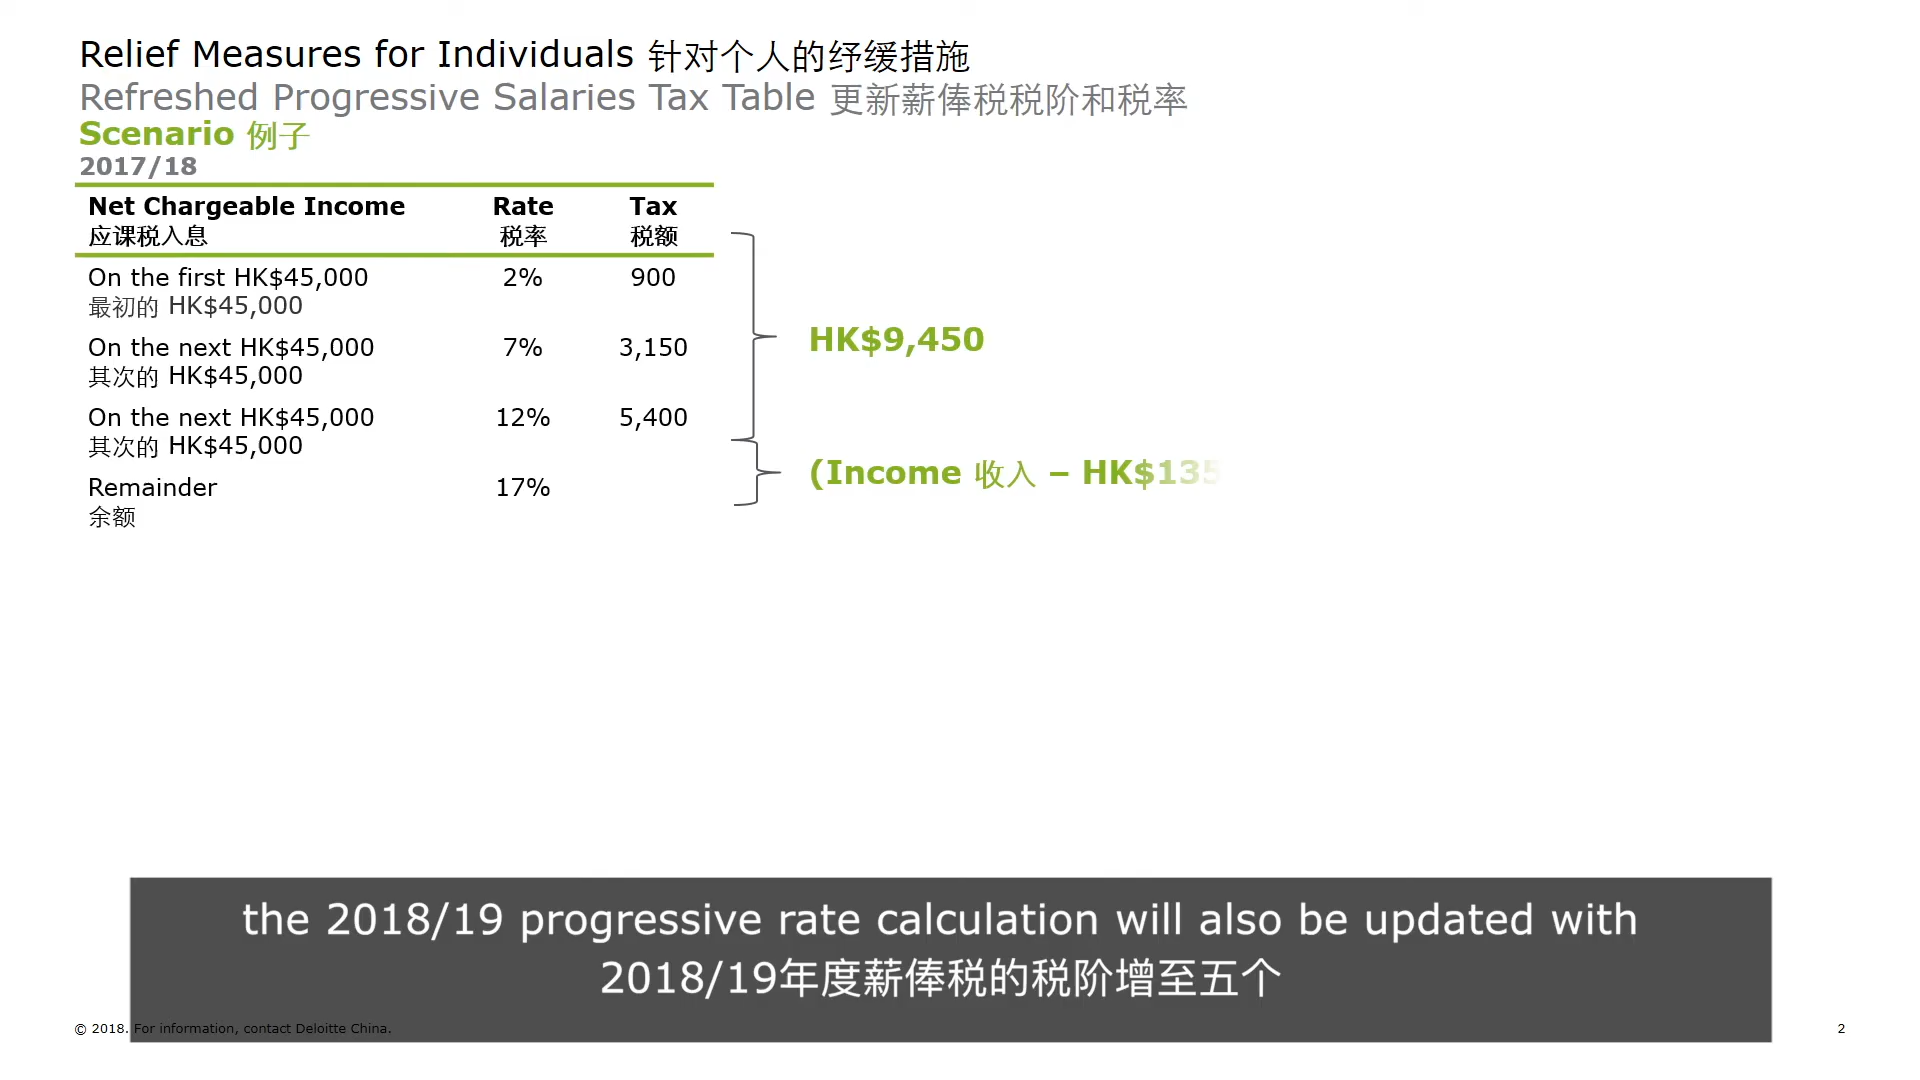 Relief Measures for Individuals 针对个人的纾缓措施
Refreshed Progressive Salaries Tax Table 更新薪俸税税阶和税率
Scenario 例子
2017/18
Net Chargeable Income Rate Tax
应课税入息 税率 税额
On the first HK$45,000 2% 900
最初的 HK$45,000
On the next HK$45,000 7% 3,150
其次的 HK$45,000
On the next HK$45,000 12% 5,400
其次的 HK$45,000
Remainder 17%
余额
HK$9,450
(Income 收入 – HK$135
the 2018/19 progressive rate calculation will also be updated with
2018/19年度薪俸税的税阶增至五个
© 2018. For information, contact Deloitte China.
2